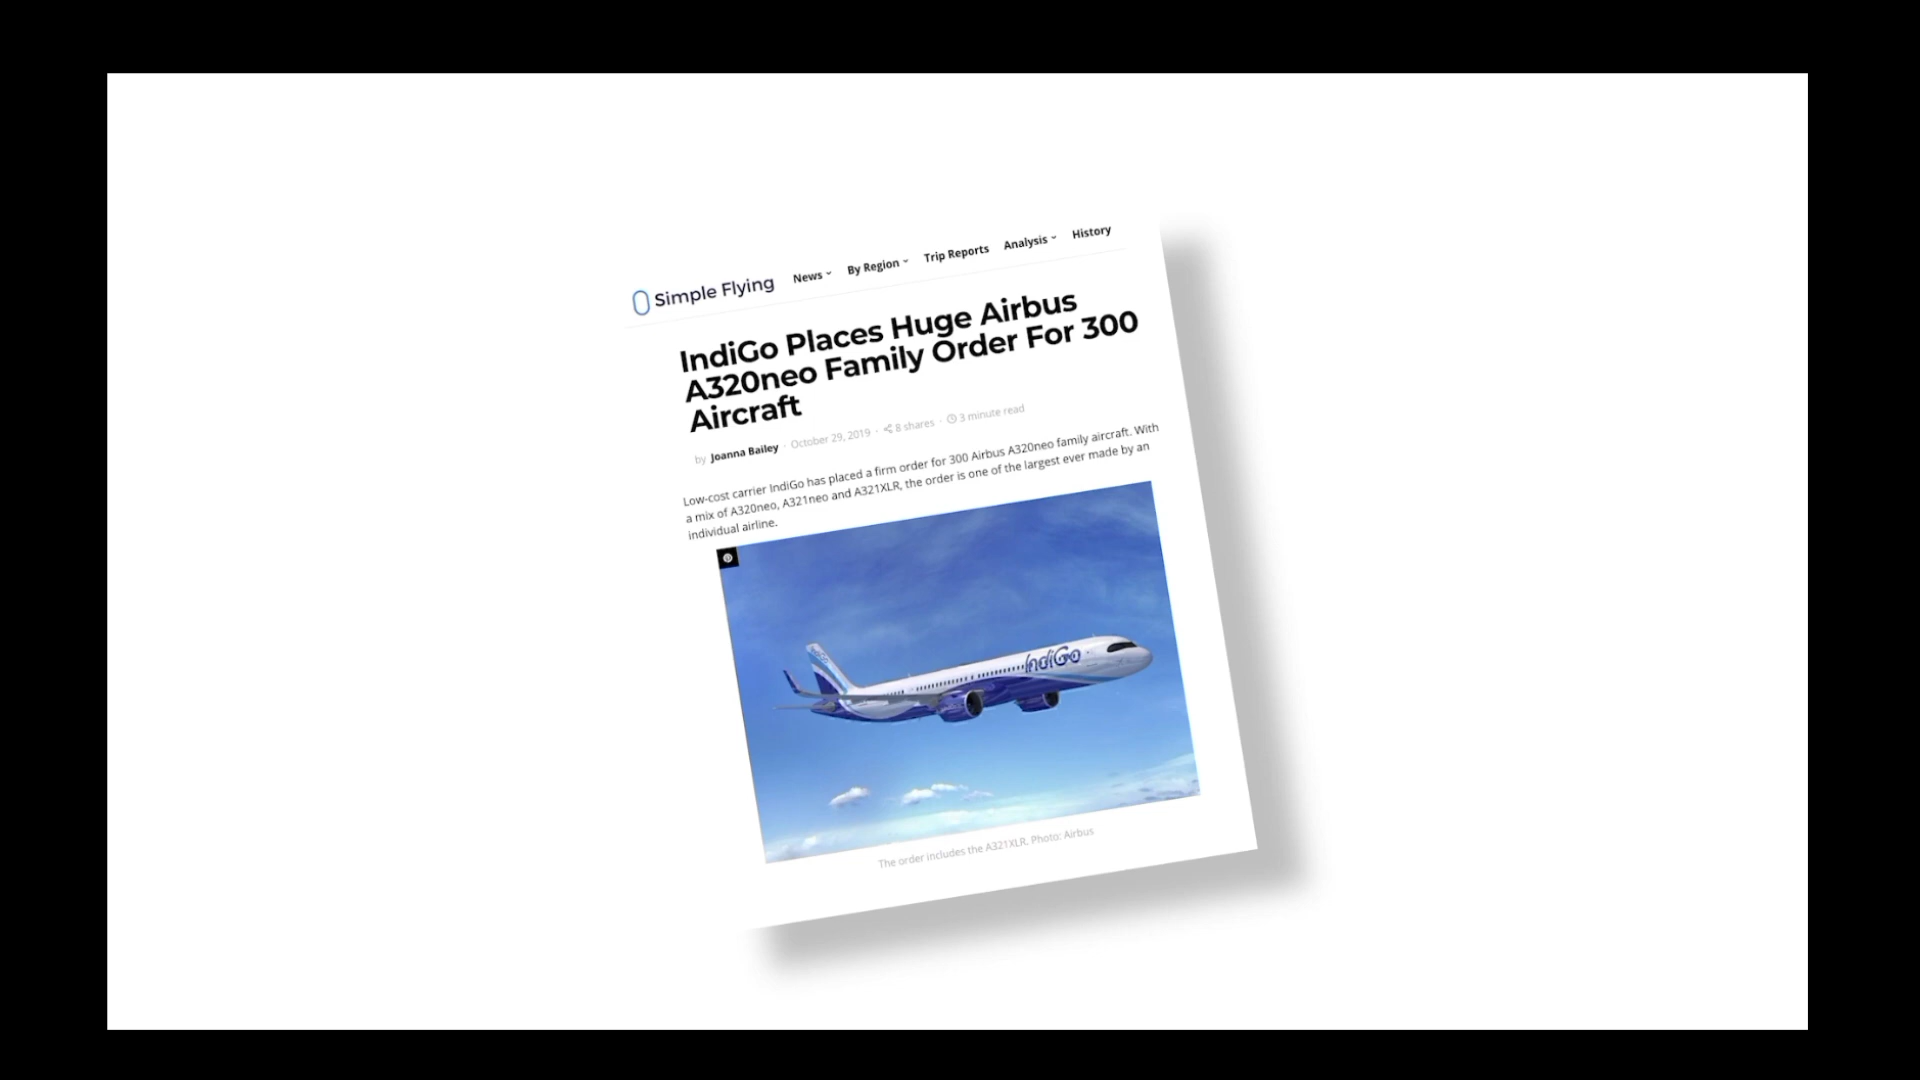 Simple Flying News By Region Trip Reports Analysis History
IndiGo Places Huge Airbus
A320neo Family Order For 300
Aircraft
by Joanna Bailey · October 29, 2019 · 8 shares · 3 minute read
Low-cost carrier IndiGo has placed a firm order for 300 Airbus A320neo family aircraft. With
a mix of A320neo, A321neo and A321XLR, the order is one of the largest ever made by an
individual airline.
IndiGo
The order includes the A321XLR. Photo: Airbus